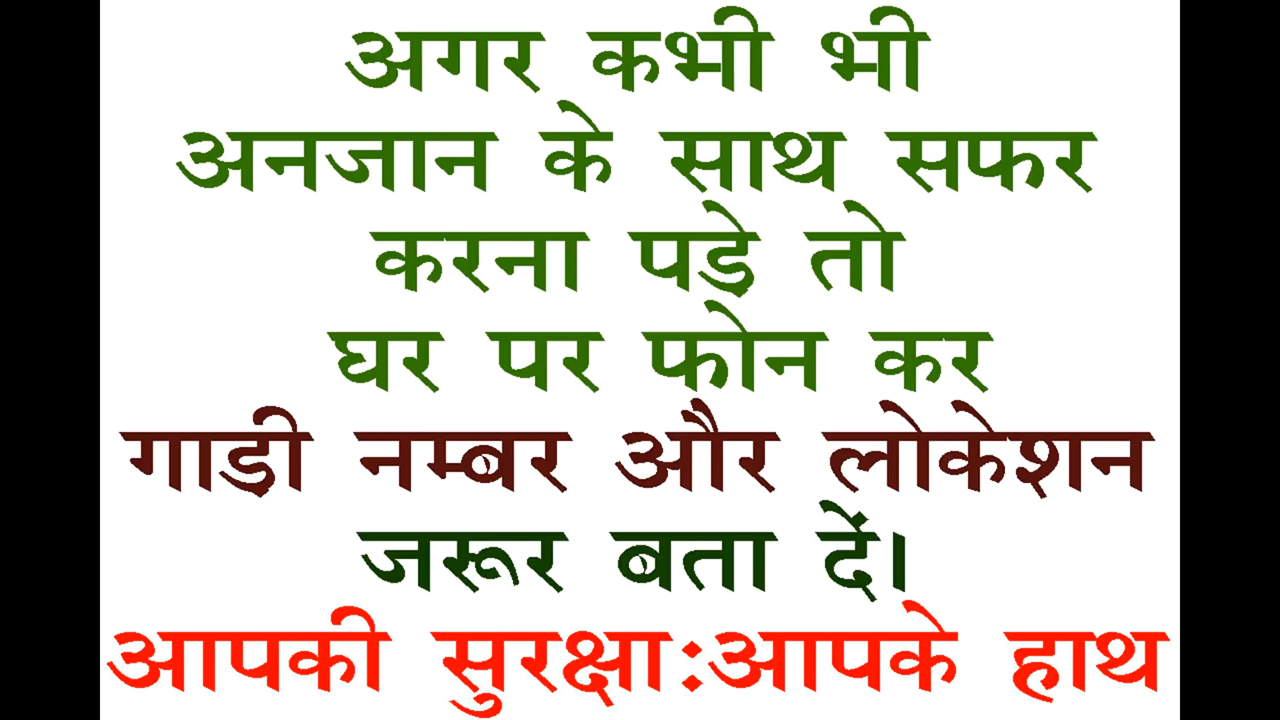 अगर कभी भी
अनजान के साथ सफर
करना पड़े तो
घर पर फोन कर
गाड़ी नम्बर और लोकेशन
जरूर बता दें।
आपकी सुरक्षा:आपके हाथ